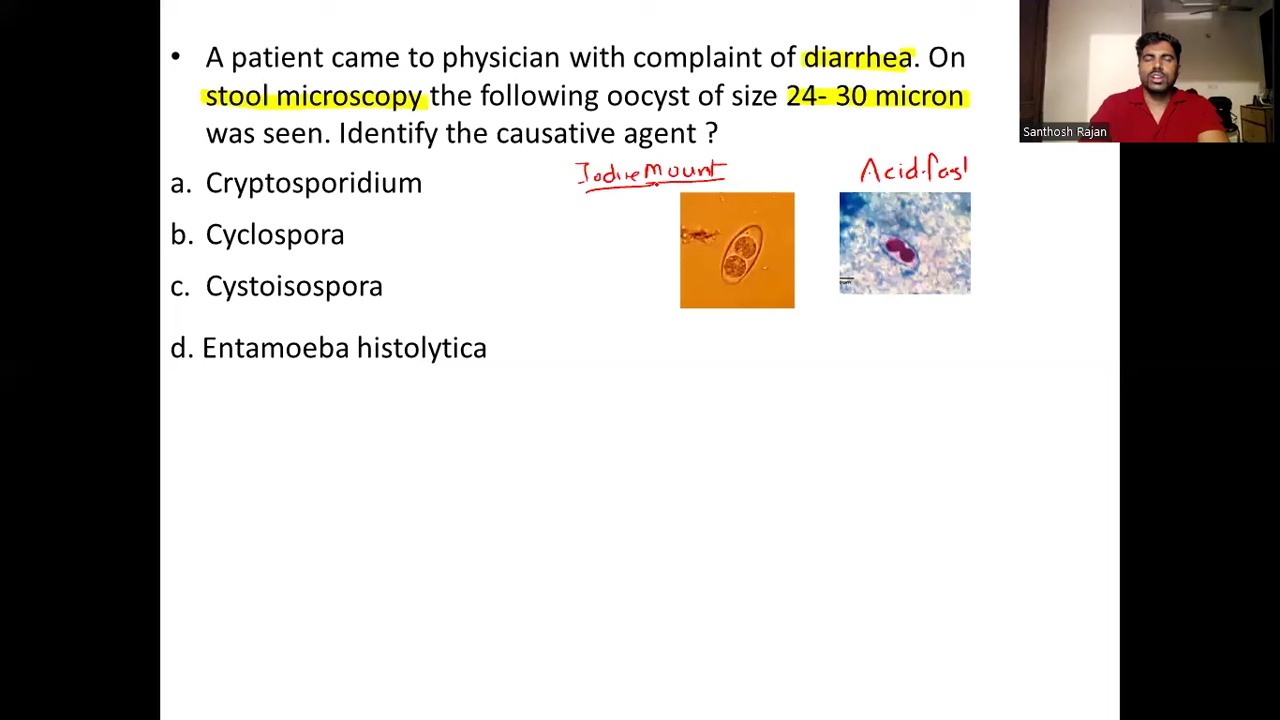 • A patient came to physician with complaint of diarrhea. On
stool microscopy the following oocyst of size 24- 30 micron
was seen. Identify the causative agent ?
Iodine Mount
Acid.fast
a. Cryptosporidium
b. Cyclospora
c. Cystoisospora
d. Entamoeba histolytica
Santhosh Rajan